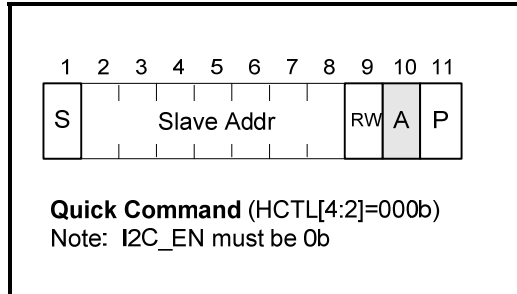 1 2 3 4 5 6 7 8 9 10 11
S Slave Addr RW A P
Quick Command (HCTL[4:2]=000b)
Note: I2C_EN must be 0b